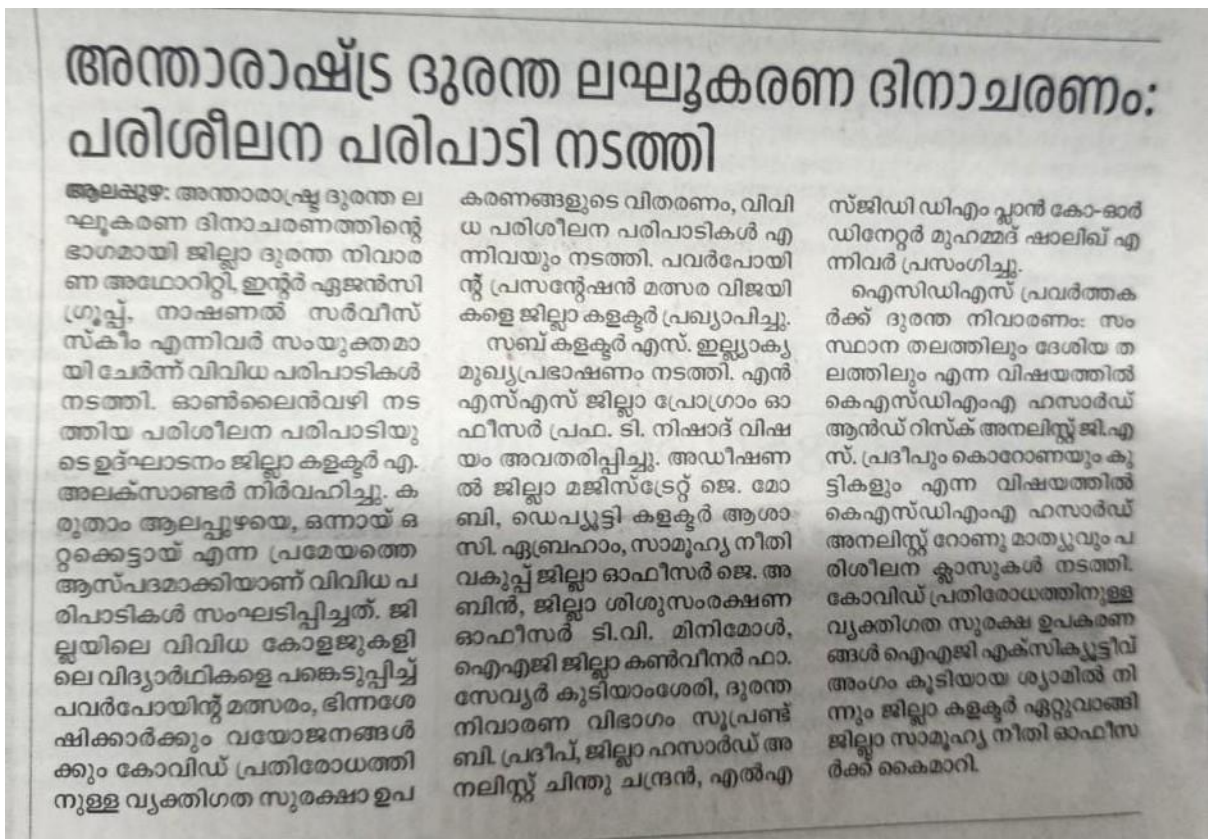 അന്താരാഷ്ട്ര ദുരന്ത ലഘൂകരണ ദിനാചരണം:
പരിശീലന പരിപാടി നടത്തി
ആലപ്പുഴ: അന്താരാഷ്ട്ര ദുരന്ത ല
ഘൂകരണ ദിനാചരണത്തിന്റെ
ഭാഗമായി ജില്ലാ ദുരന്ത നിവാര
ണ അഥോറിറ്റി, ഇന്റർ ഏജൻസി
ഗ്രൂപ്പ്, നാഷണൽ സർവീസ്
സ്കീം എന്നിവർ സംയുക്തമാ
യി ചേർന്ന് വിവിധ പരിപാടികൾ
നടത്തി. ഓൺലൈൻവഴി നട
ത്തിയ പരിശീലന പരിപാടിയു
ടെ ഉദ്ഘാടനം ജില്ലാ കളക്ടർ എ.
അലക്സാണ്ടർ നിർവഹിച്ചു. ക
രുതാം ആലപ്പുഴയെ, ഒന്നായ് ഒ
റ്റക്കെട്ടായ് എന്ന പ്രമേയത്തെ
ആസ്പദമാക്കിയാണ് വിവിധ പ
രിപാടികൾ സംഘടിപ്പിച്ചത്. ജി
ല്ലയിലെ വിവിധ കോളജുകളി
ലെ വിദ്യാർഥികളെ പങ്കെടുപ്പിച്ച്
പവർപോയിന്റ് മത്സരം, ഭിന്നശേ
ഷിക്കാർക്കും വയോജനങ്ങൾ
ക്കും കോവിഡ് പ്രതിരോധത്തി
നുള്ള വ്യക്തിഗത സുരക്ഷാ ഉപ
കരണങ്ങളുടെ വിതരണം, വിവി
ധ പരിശീലന പരിപാടികൾ എ
ന്നിവയും നടത്തി. പവർപോയി
ന്റ് പ്രസന്റേഷൻ മത്സര വിജയി
കളെ ജില്ലാ കളക്ടർ പ്രഖ്യാപിച്ചു.
സബ് കളക്ടർ എസ്. ഇല്ല്യാക്യ
മുഖ്യപ്രഭാഷണം നടത്തി. എൻ
എസ്എസ് ജില്ലാ പ്രോഗ്രാം ഓ
ഫീസർ പ്രഫ. ടി. നിഷാദ് വിഷ
യം അവതരിപ്പിച്ചു. അഡീഷണ
ൽ ജില്ലാ മജിസ്ട്രേറ്റ് ജെ. മോ
ബി, ഡെപ്യൂട്ടി കളക്ടർ ആശാ
സി. ഏബ്രഹാം, സാമൂഹ്യ നീതി
വകുപ്പ് ജില്ലാ ഓഫീസർ ജെ. അ
ബിൻ, ജില്ലാ ശിശുസംരക്ഷണ
ഓഫീസർ ടി.വി. മിനിമോൾ,
ഐഎജി ജില്ലാ കൺവീനർ ഫാ.
സേവ്യർ കുടിയാംശേരി, ദുരന്ത
നിവാരണ വിഭാഗം സൂപ്രണ്ട്
ബി. പ്രദീപ്, ജില്ലാ ഹസാർഡ് അ
നലിസ്റ്റ് ചിന്തു ചന്ദ്രൻ, എൽഎ
സ്ജിഡി ഡിഎം പ്ലാൻ കോ-ഓർ
ഡിനേറ്റർ മുഹമ്മദ് ഷാലിഖ് എ
ന്നിവർ പ്രസംഗിച്ചു.
ഐസിഡിഎസ് പ്രവർത്തക
ർക്ക് ദുരന്ത നിവാരണം: സം
സ്ഥാന തലത്തിലും ദേശിയ ത
ലത്തിലും എന്ന വിഷയത്തിൽ
കെഎസ്ഡിഎംഎ ഹസാർഡ്
ആൻഡ് റിസ്ക് അനലിസ്റ്റ് ജി.എ
സ്. പ്രദീപും കൊറോണയും കു
ട്ടികളും എന്ന വിഷയത്തിൽ
കെഎസ്ഡിഎംഎ ഹസാർഡ്
അനലിസ്റ്റ് റോണു മാത്യുവും പ
രിശീലന ക്ലാസുകൾ നടത്തി.
കോവിഡ് പ്രതിരോധത്തിനുള്ള
വ്യക്തിഗത സുരക്ഷ ഉപകരണ
ങ്ങൾ ഐഎജി എക്സിക്യൂട്ടീവ്
അംഗം കൂടിയായ ശ്യാമിൽ നി
ന്നും ജില്ലാ കളക്ടർ ഏറ്റുവാങ്ങി
ജില്ലാ സാമൂഹ്യ നീതി ഓഫീസ
ർക്ക് കൈമാറി.